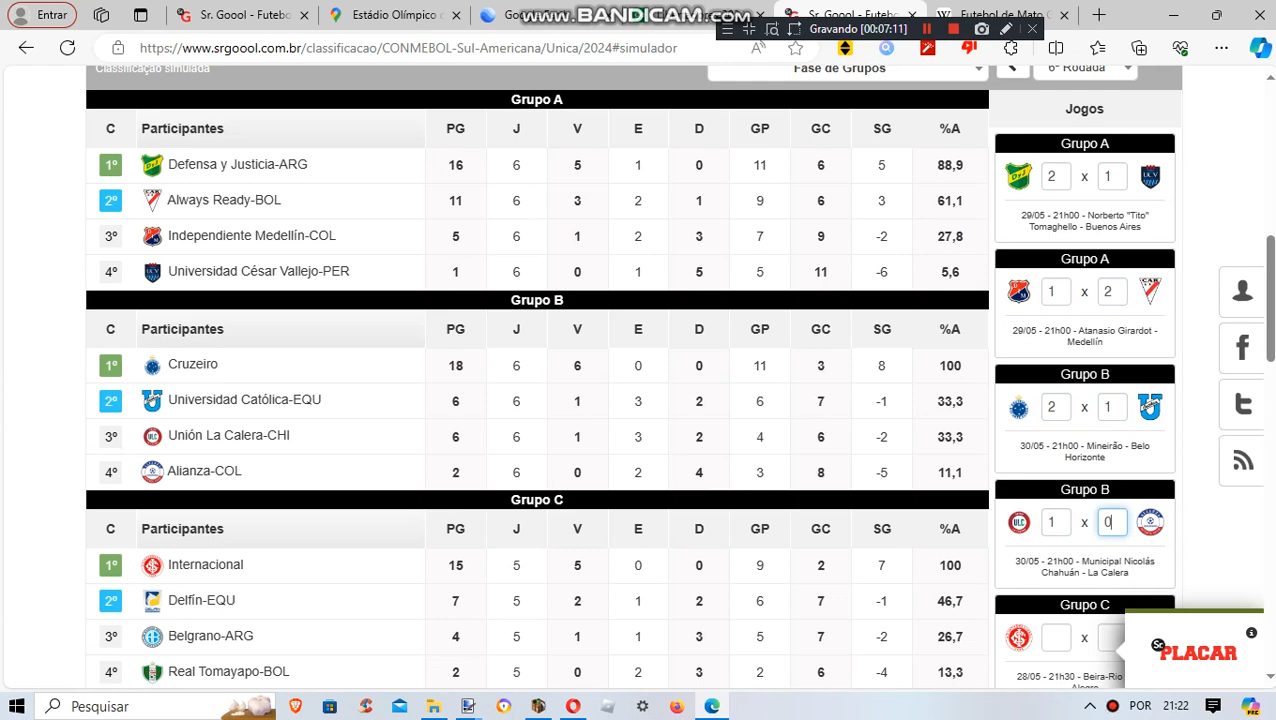 Estádio Olímpico
Goo
www.BANDICAM.com
Gravando [00:07:11]
https://www.srgoool.com.br/classificacao/CONMEBOL-Sul-Americana/Unica/2024#simulador
Classificação simulada
Fase de Grupos
6ª Rodada
Grupo A
C Participantes PG J V E D GP GC SG %A
1º Defensa y Justicia-ARG 16 6 5 1 0 11 6 5 88,9
2º Always Ready-BOL 11 6 3 2 1 9 6 3 61,1
3º Independiente Medellín-COL 5 6 1 2 3 7 9 -2 27,8
4º Universidad César Vallejo-PER 1 6 0 1 5 5 11 -6 5,6
Grupo B
C Participantes PG J V E D GP GC SG %A
1º Cruzeiro 18 6 6 0 0 11 3 8 100
2º Universidad Católica-EQU 6 6 1 3 2 6 7 -1 33,3
3º Unión La Calera-CHI 6 6 1 3 2 4 6 -2 33,3
4º Alianza-COL 2 6 0 2 4 3 8 -5 11,1
Grupo C
C Participantes PG J V E D GP GC SG %A
1º Internacional 15 5 5 0 0 9 2 7 100
2º Delfín-EQU 7 5 2 1 2 6 7 -1 46,7
3º Belgrano-ARG 4 5 1 1 3 5 7 -2 26,7
4º Real Tomayapo-BOL 2 5 0 2 3 2 6 -4 13,3
Jogos
Grupo A
2 x 1
29/05 - 21h00 - Norberto "Tito"
Tomaghello - Buenos Aires
Grupo A
1 x 2
29/05 - 21h00 - Atanasio Girardot -
Medellín
Grupo B
2 x 1
30/05 - 21h00 - Mineirão - Belo
Horizonte
Grupo B
1 x 0
30/05 - 21h00 - Municipal Nicolás
Chahuán - La Calera
Grupo C
x
28/05 - 21h30 - Beira-Rio
Alegre
PLACAR
Pesquisar
POR
21:22